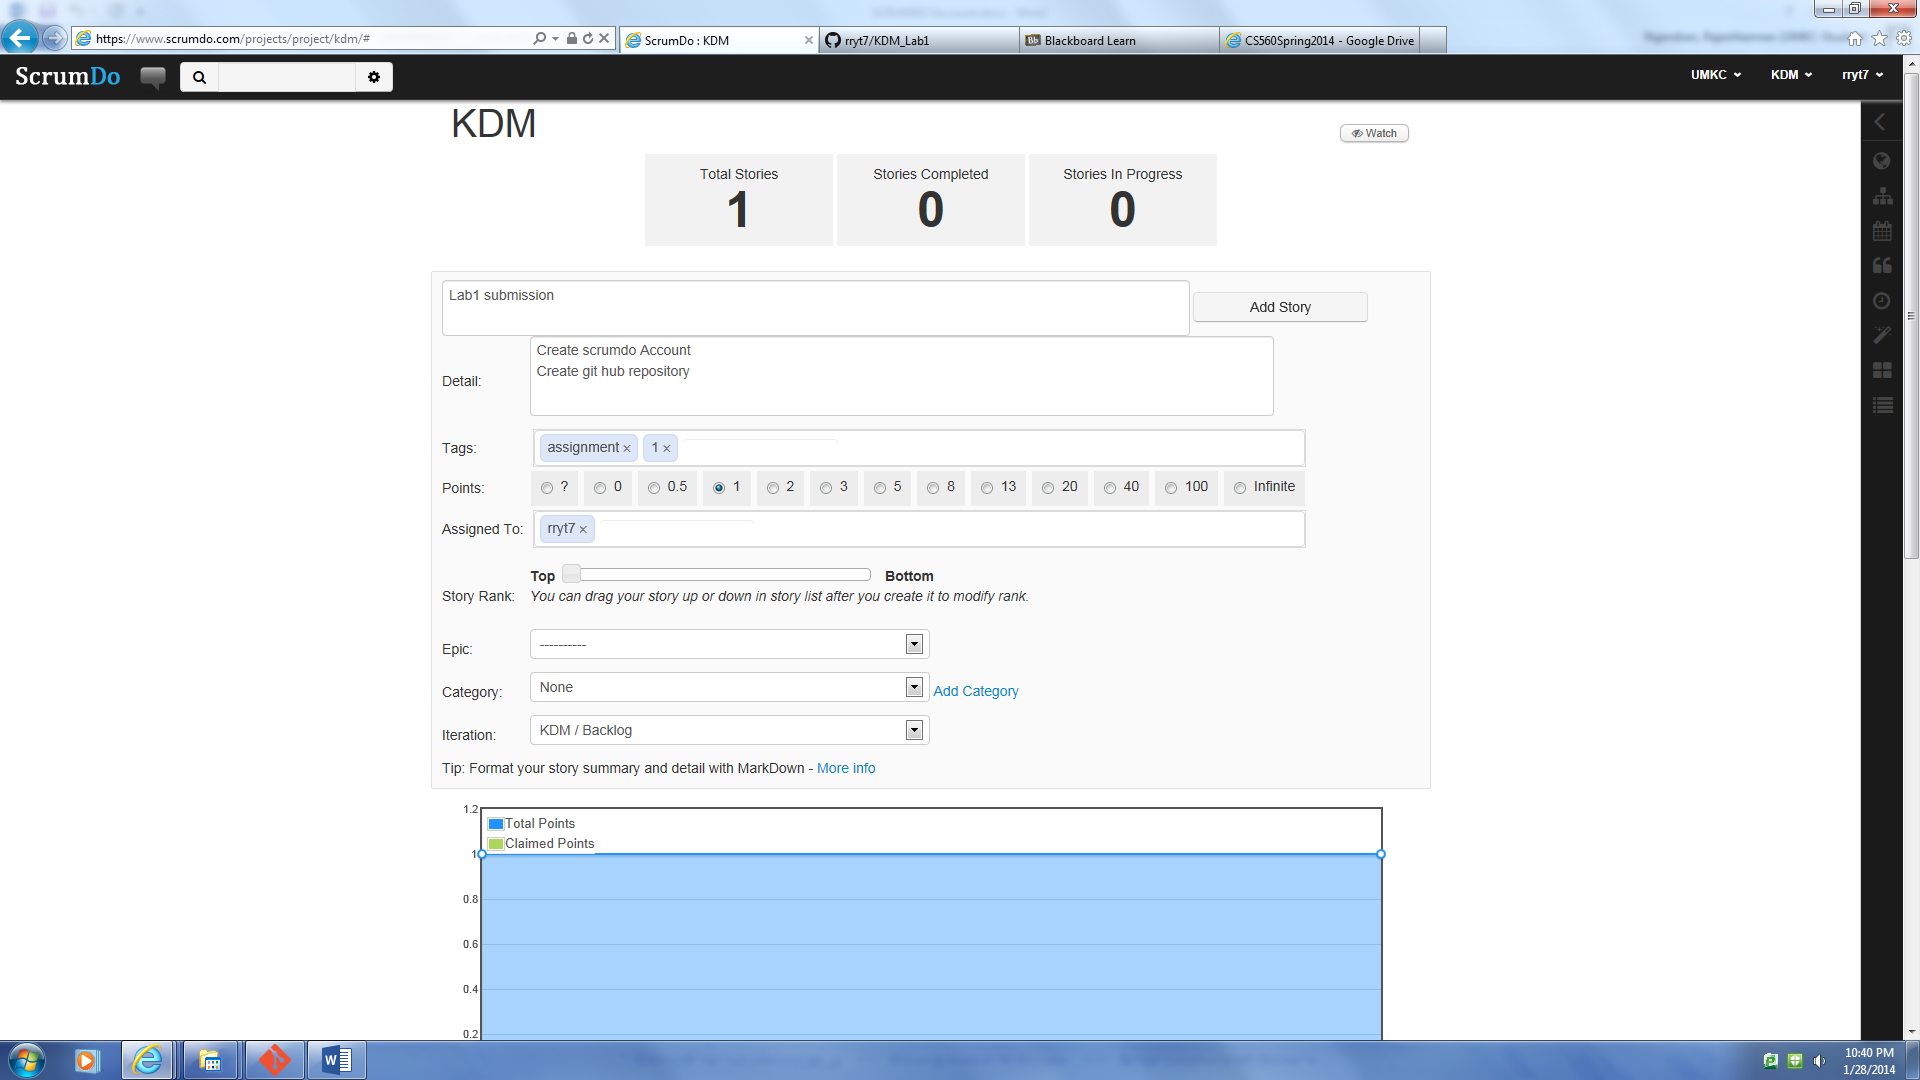 https://www.scrumdo.com/projects/project/kdm/#
ScrumDo : KDM
rryt7/KDM_Lab1
Bb Blackboard Learn
CS560Spring2014 - Google Drive
ScrumDo
UMKC
KDM
rryt7
KDM
Watch
Total Stories
1
Stories Completed
0
Stories In Progress
0
Lab1 submission
Add Story
Detail:
Create scrumdo Account
Create git hub repository
Tags:
assignment ×
1 ×
Points:
? 0 0.5 1 2 3 5 8 13 20 40 100 Infinite
Assigned To:
rryt7 ×
Top
Bottom
Story Rank:
You can drag your story up or down in story list after you create it to modify rank.
Epic:
----------
Category:
None
Add Category
Iteration:
KDM / Backlog
Tip: Format your story summary and detail with MarkDown - More info
1.2
Total Points
Claimed Points
1
0.8
0.6
0.4
0.2
10:40 PM
1/28/2014